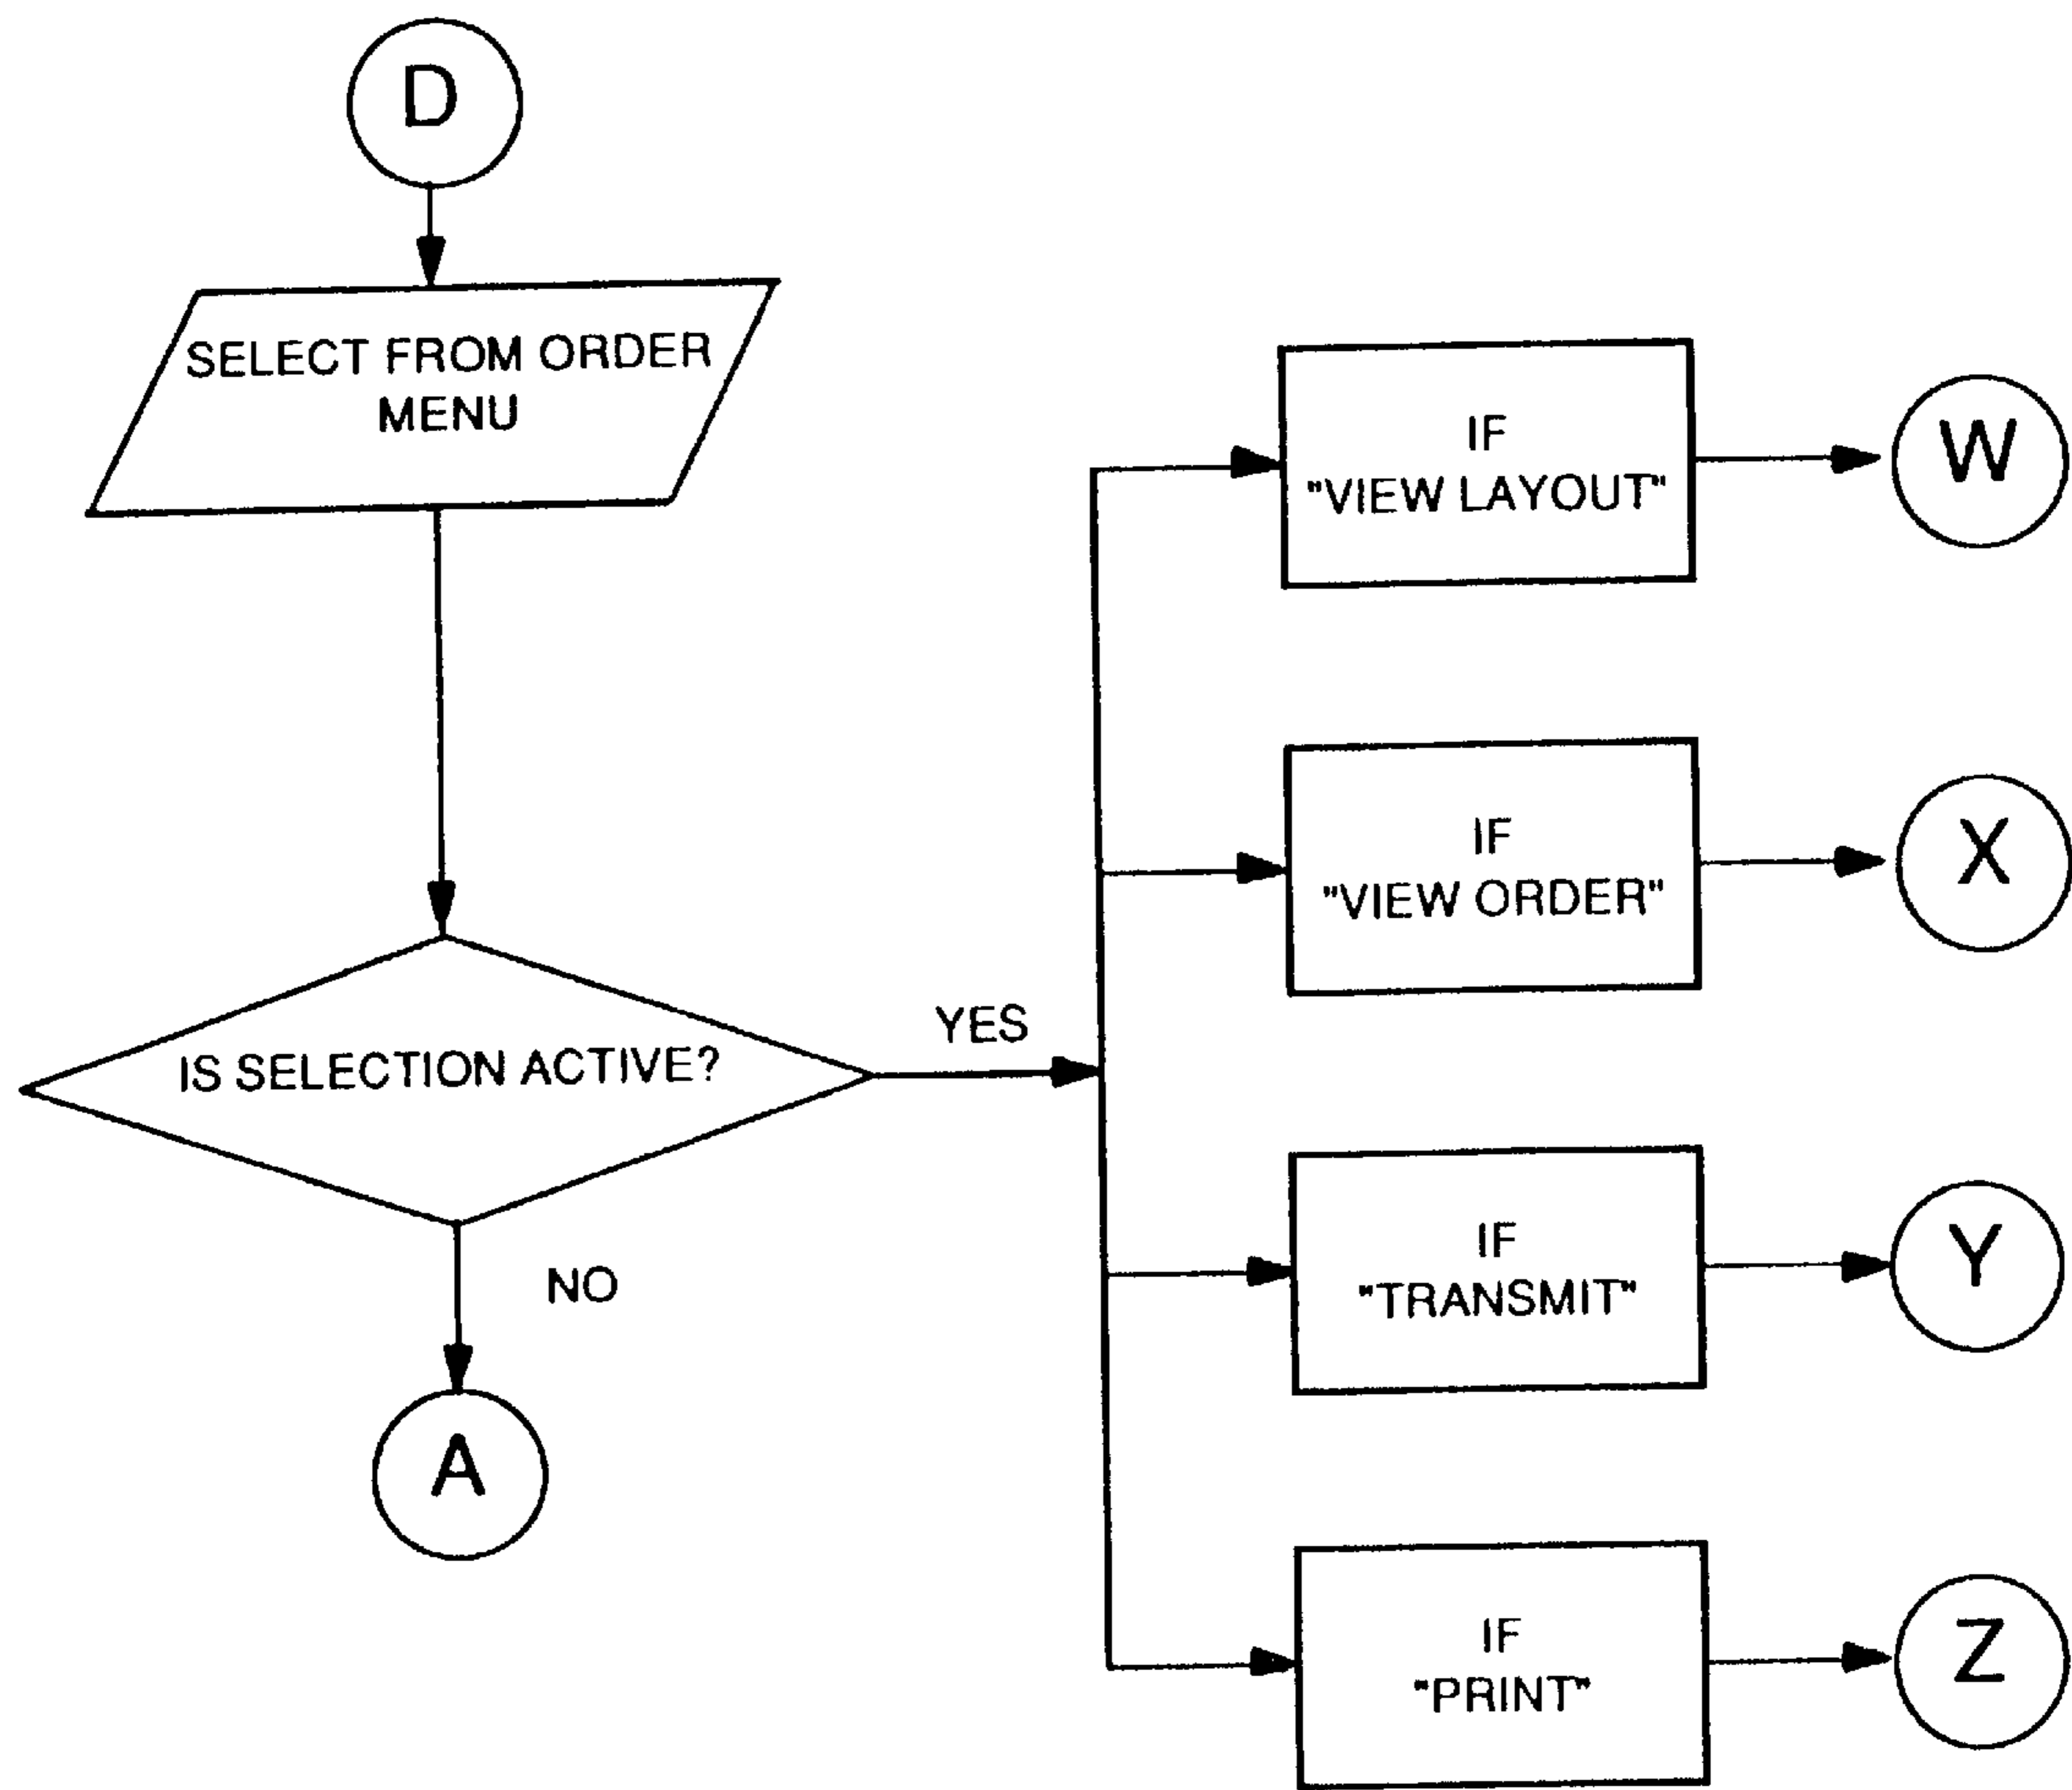 D
SELECT FROM ORDER
MENU
IS SELECTION ACTIVE?
YES
NO
A
IF
"VIEW LAYOUT"
W
IF
"VIEW ORDER"
X
IF
"TRANSMIT"
Y
IF
"PRINT"
Z